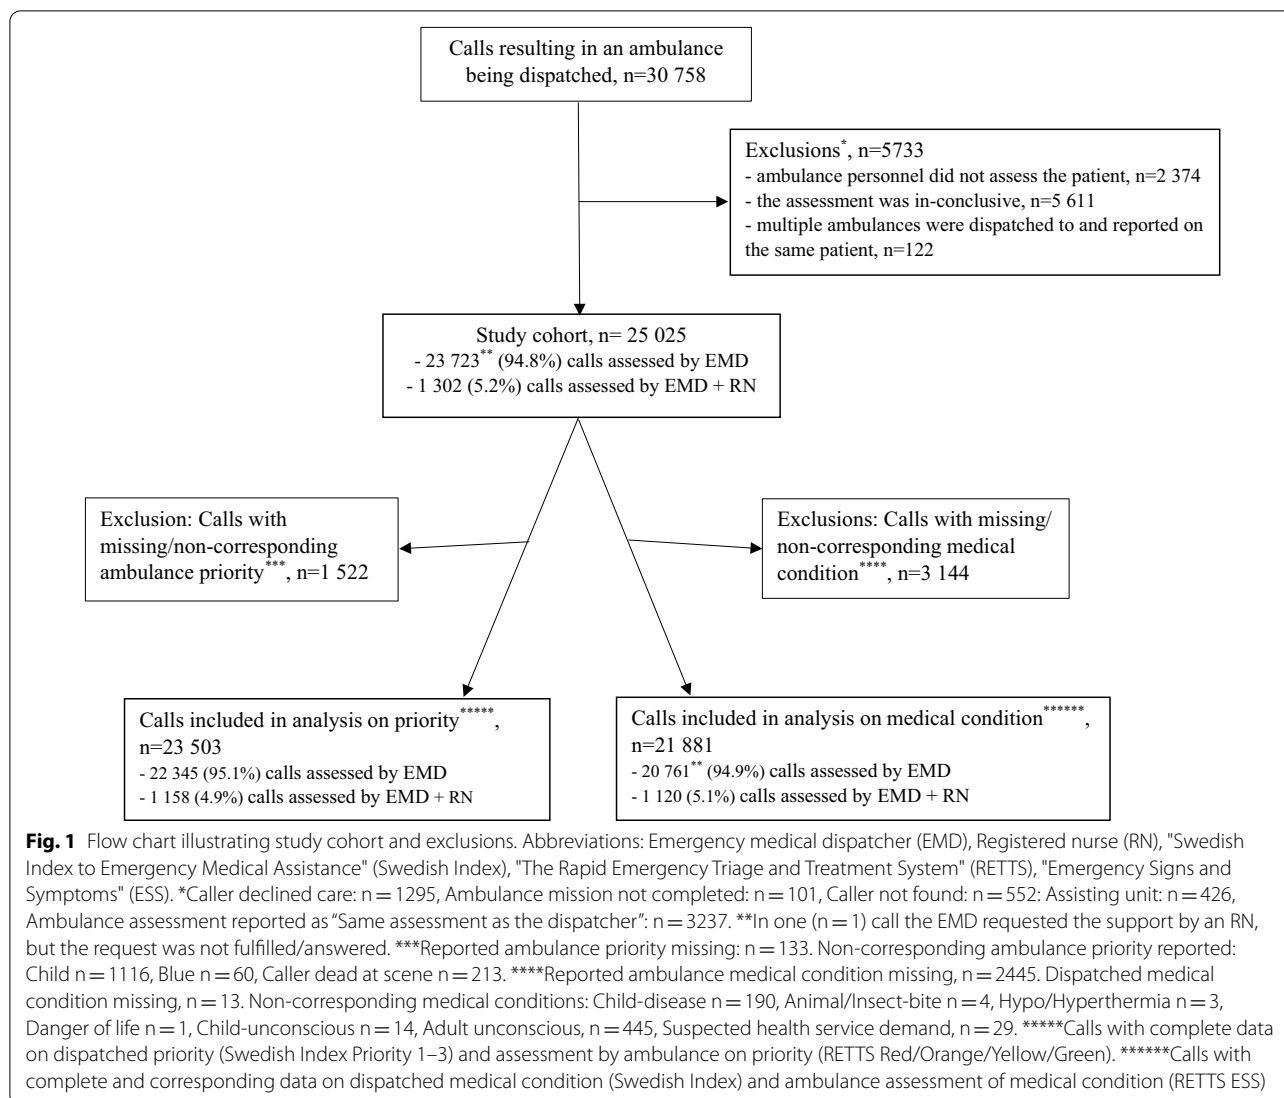 Calls resulting in an ambulance
being dispatched, n=30 758
Exclusions*, n=5733
- ambulance personnel did not assess the patient, n=2 374
- the assessment was in-conclusive, n=5 611
- multiple ambulances were dispatched to and reported on
the same patient, n=122
Study cohort, n= 25 025
- 23 723** (94.8%) calls assessed by EMD
- 1 302 (5.2%) calls assessed by EMD + RN
Exclusion: Calls with
missing/non-corresponding
ambulance priority***, n=1 522
Exclusions: Calls with missing/
non-corresponding medical
condition****, n=3 144
Calls included in analysis on priority*****,
n=23 503
- 22 345 (95.1%) calls assessed by EMD
- 1 158 (4.9%) calls assessed by EMD + RN
Calls included in analysis on medical condition******,
n=21 881
- 20 761** (94.9%) calls assessed by EMD
- 1 120 (5.1%) calls assessed by EMD + RN
Fig. 1 Flow chart illustrating study cohort and exclusions. Abbreviations: Emergency medical dispatcher (EMD), Registered nurse (RN), "Swedish
Index to Emergency Medical Assistance" (Swedish Index), "The Rapid Emergency Triage and Treatment System" (RETTS), "Emergency Signs and
Symptoms" (ESS). *Caller declined care: n = 1295, Ambulance mission not completed: n = 101, Caller not found: n = 552: Assisting unit: n = 426,
Ambulance assessment reported as “Same assessment as the dispatcher”: n = 3237. **In one (n = 1) call the EMD requested the support by an RN,
but the request was not fulfilled/answered. ***Reported ambulance priority missing: n = 133. Non-corresponding ambulance priority reported:
Child n = 1116, Blue n = 60, Caller dead at scene n = 213. ****Reported ambulance medical condition missing, n = 2445. Dispatched medical
condition missing, n = 13. Non-corresponding medical conditions: Child-disease n = 190, Animal/Insect-bite n = 4, Hypo/Hyperthermia n = 3,
Danger of life n = 1, Child-unconscious n = 14, Adult unconscious, n = 445, Suspected health service demand, n = 29. *****Calls with complete data
on dispatched priority (Swedish Index Priority 1–3) and assessment by ambulance on priority (RETTS Red/Orange/Yellow/Green). ******Calls with
complete and corresponding data on dispatched medical condition (Swedish Index) and ambulance assessment of medical condition (RETTS ESS)